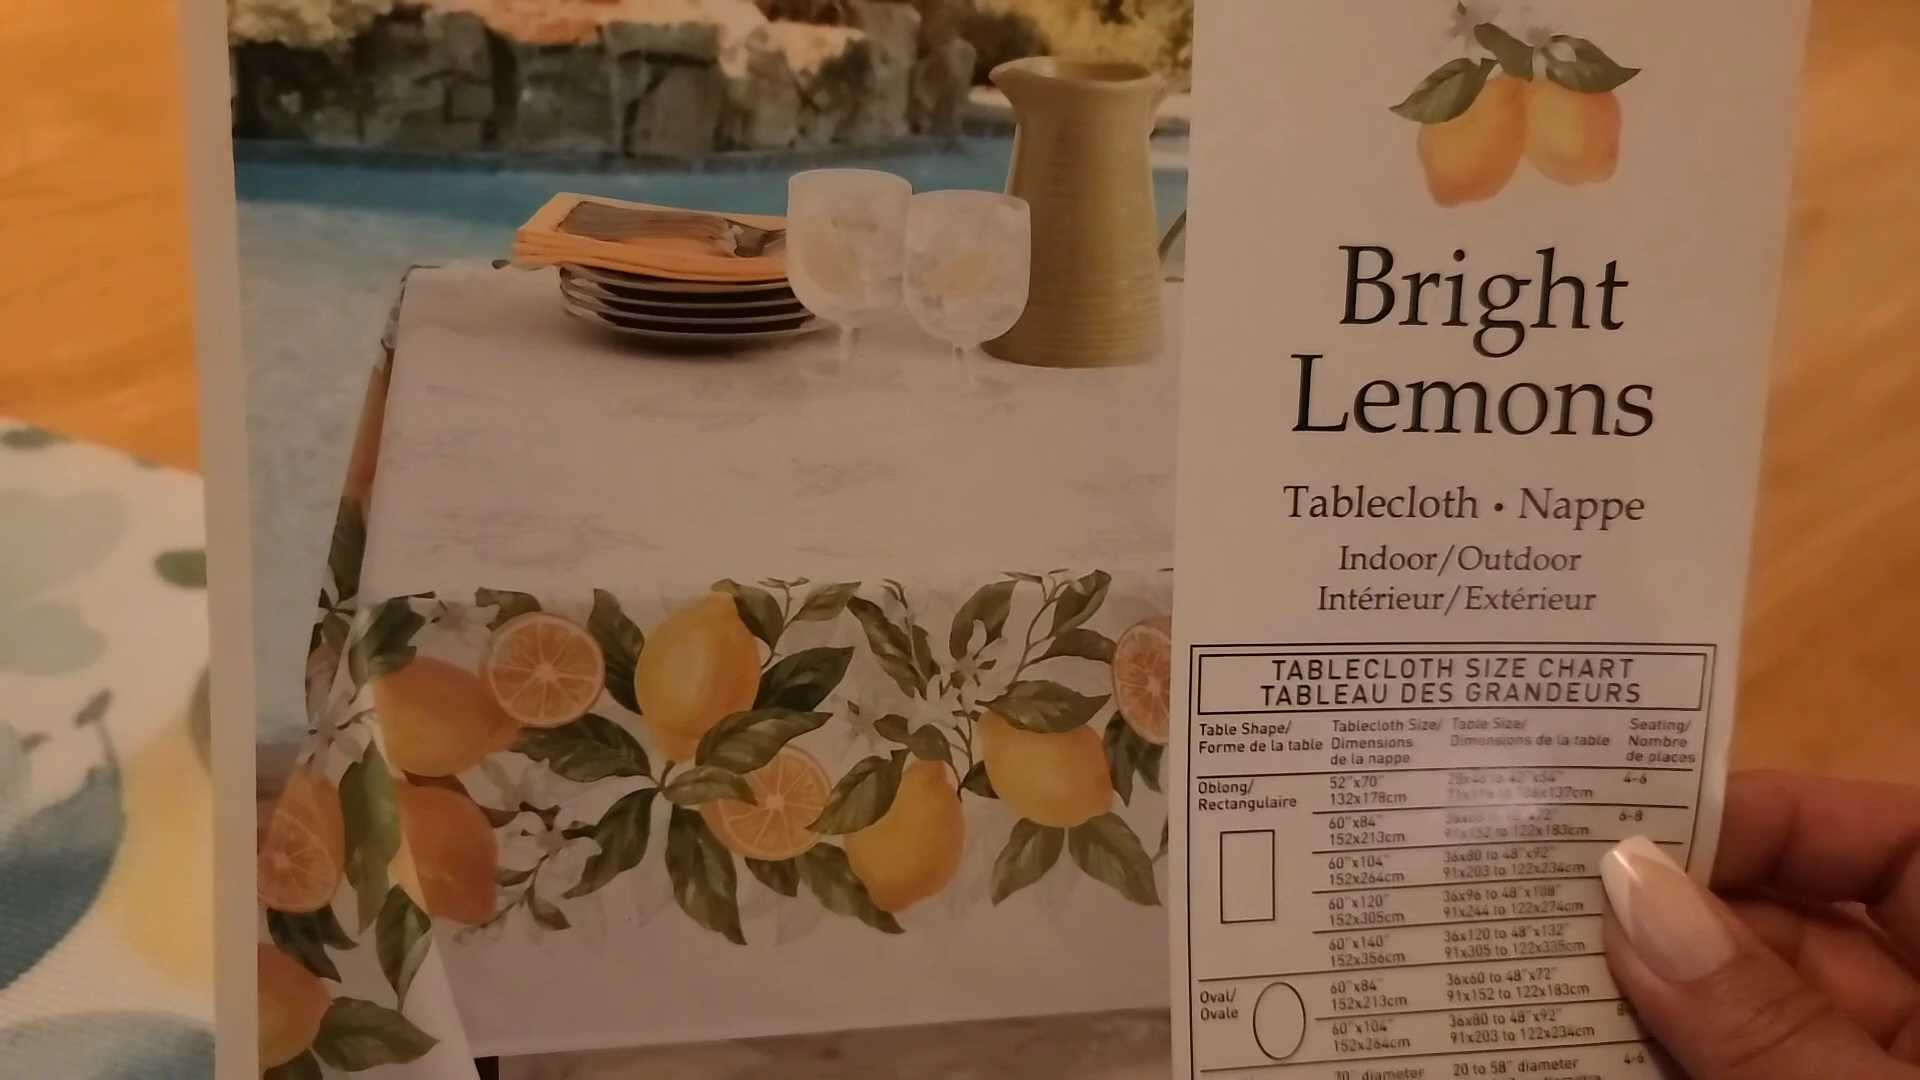 Bright
Lemons
Tablecloth • Nappe
Indoor/Outdoor
Intérieur/Extérieur
TABLECLOTH SIZE CHART
TABLEAU DES GRANDEURS
Table Shape/ Tablecloth Size/ Table Size/ Seating/
Forme de la table Dimensions Dimensions de la table Nombre
de la nappe de places
Oblong/ 52"x70" 4-6
Rectangulaire 132x178cm
60"x84" 6-8
152x213cm 91x152 to 122x183cm
60"x104" 36x80 to 48"x92"
152x264cm 91x203 to 122x234cm
60"x120" 36x96 to 48"x108"
152x305cm 91x244 to 122x274cm
60"x140" 36x120 to 48"x132"
152x356cm 91x305 to 122x335cm
Oval/ 60"x84" 36x60 to 48"x72"
Ovale 152x213cm 91x152 to 122x183cm
60"x104" 36x80 to 48"x92"
152x264cm 91x203 to 122x234cm
70" diameter 20 to 58" diameter 4-6